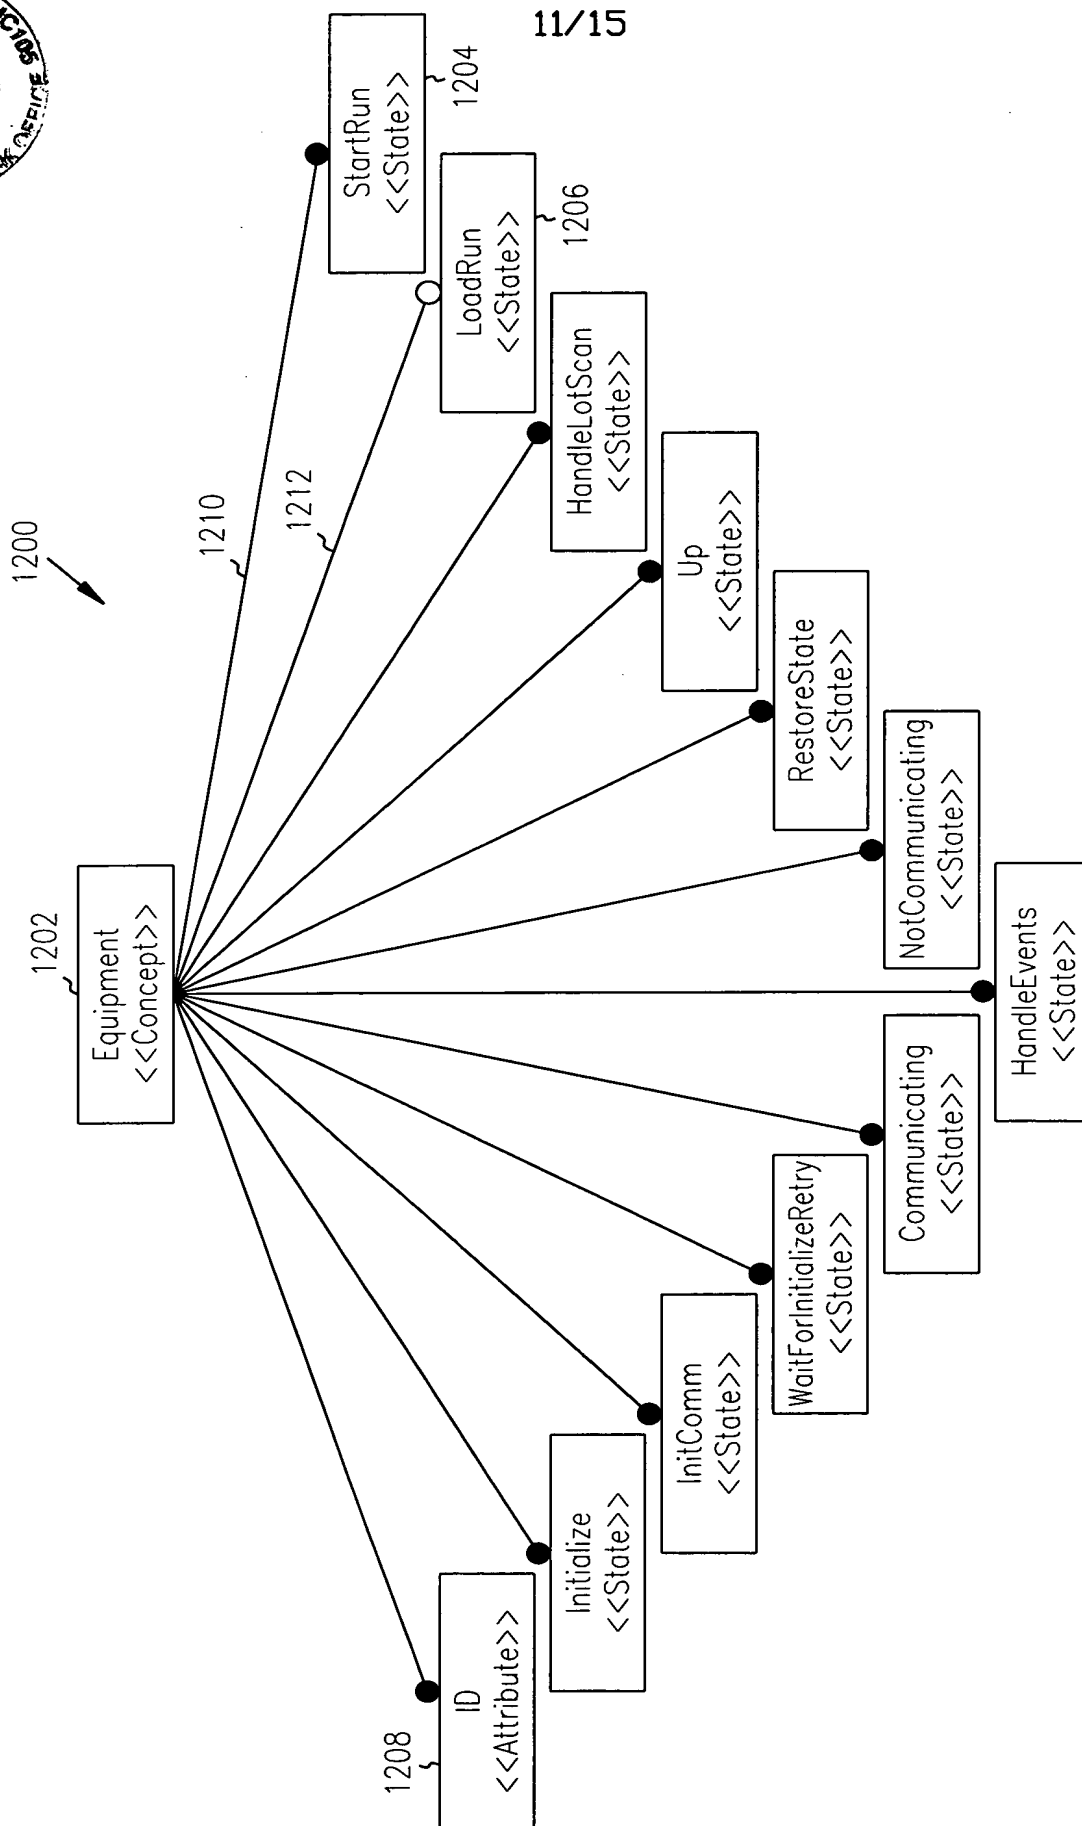 11/15
1200
1202
Equipment
<<Concept>>
1210
1212
1208
ID
<<Attribute>>
Initialize
<<State>>
InitComm
<<State>>
WaitForInitializeRetry
<<State>>
Communicating
<<State>>
HandleEvents
<<State>>
NotCommunicating
<<State>>
RestoreState
<<State>>
Up
<<State>>
HandleLotScan
<<State>>
LoadRun
<<State>>
1206
StartRun
<<State>>
1204
OFFICE